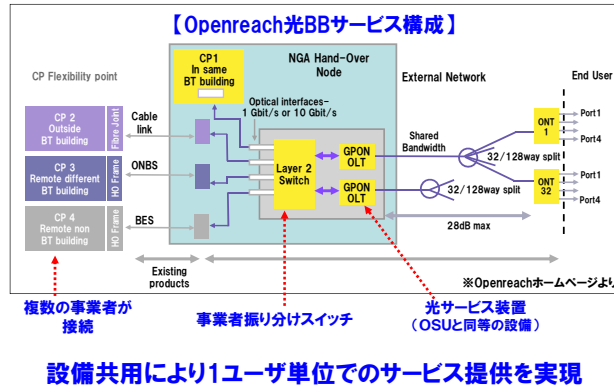 【Openreach光BBサービス構成】
CP Flexibility point
CP1
In same
BT building
NGA Hand-Over
Node
External Network
End User
Optical interfaces-
1 Gbit/s or 10 Gbit/s
CP 2
Outside
BT building
Fibre Joint
Cable
link
CP 3
Remote different
BT building
HO Frame
ONBS
CP 4
Remote non
BT building
HO Frame
BES
Layer 2
Switch
GPON
OLT
GPON
OLT
Shared
Bandwidth
32/128way split
32/128way split
28dB max
ONT
1
Port1
Port4
ONT
32
Port1
Port4
Existing
products
※Openreachホームページより
複数の事業者が
接続
事業者振り分けスイッチ
光サービス装置
(OSUと同等の設備)
設備共用により1ユーザ単位でのサービス提供を実現